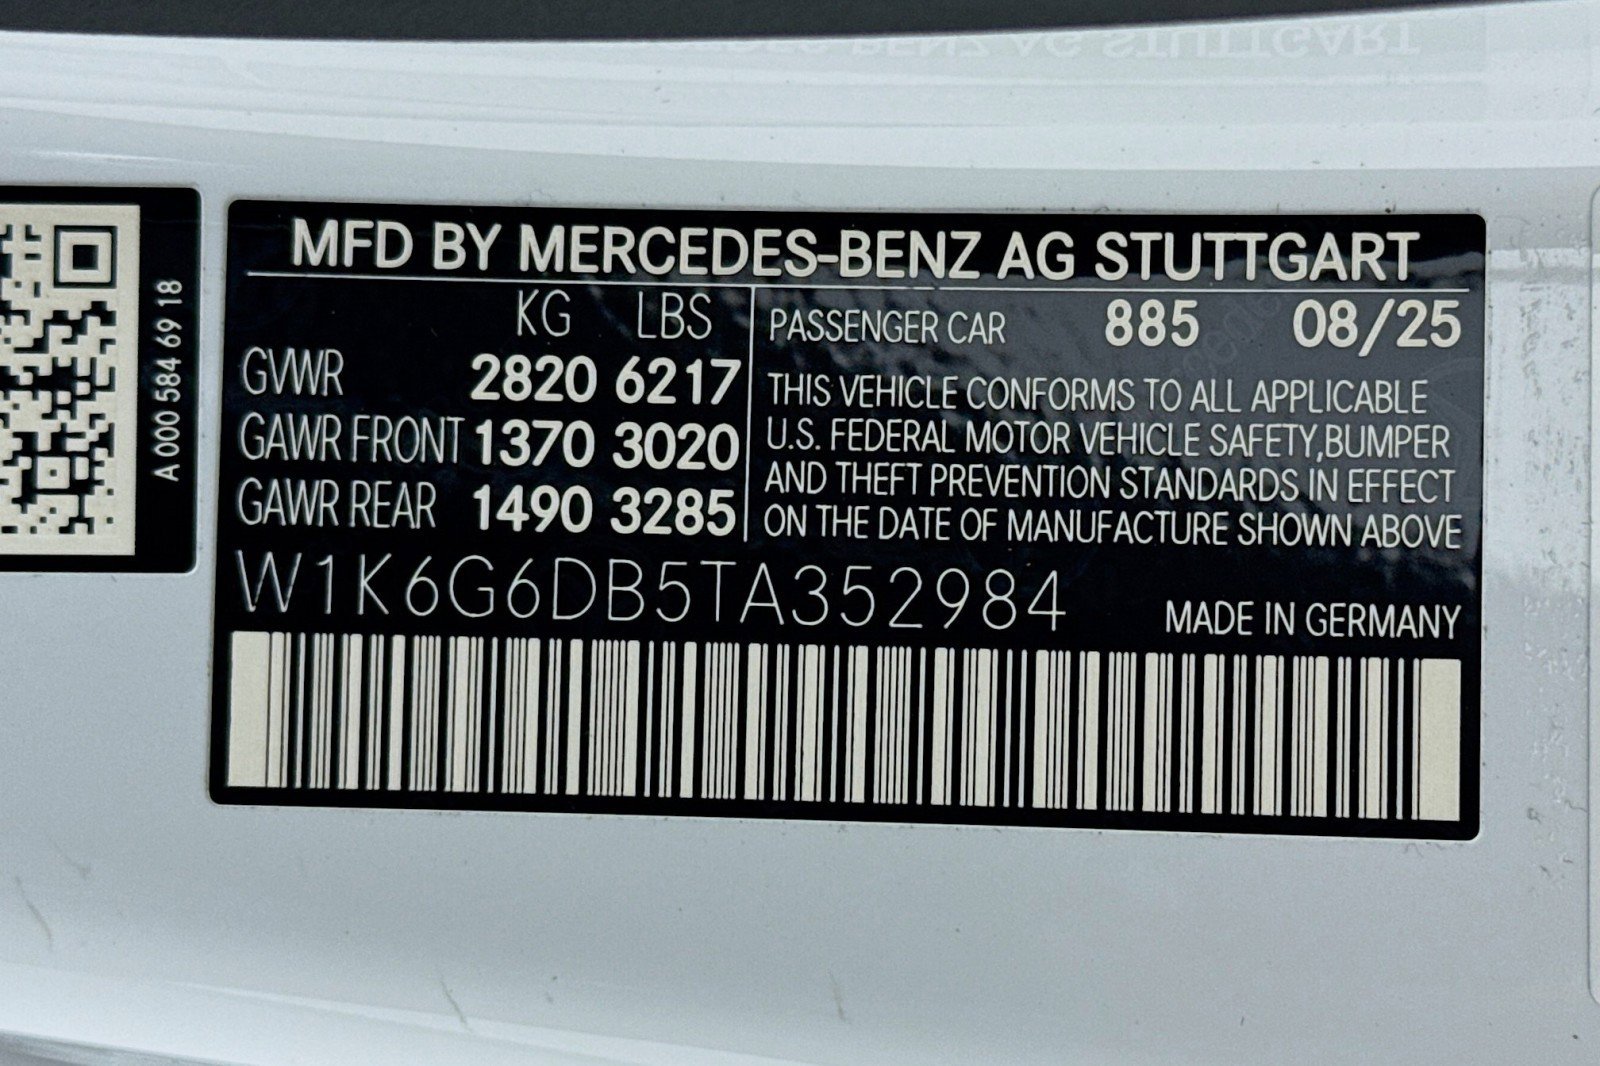 MFD BY MERCEDES-BENZ AG STUTTGART
KG LBS
GVWR 2820 6217
GAWR FRONT 1370 3020
GAWR REAR 1490 3285
PASSENGER CAR 885 08/25
THIS VEHICLE CONFORMS TO ALL APPLICABLE
U.S. FEDERAL MOTOR VEHICLE SAFETY,BUMPER
AND THEFT PREVENTION STANDARDS IN EFFECT
ON THE DATE OF MANUFACTURE SHOWN ABOVE
W1K6G6DB5TA352984
MADE IN GERMANY
A 000 584 69 18